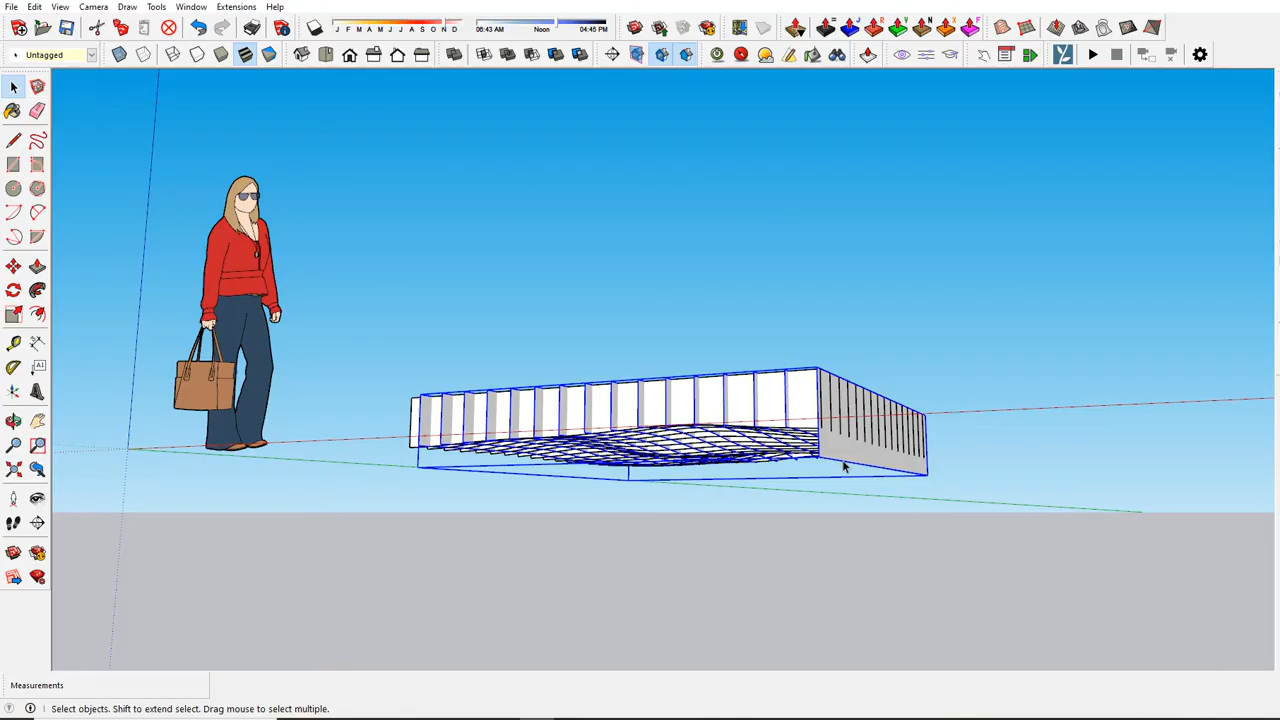 File Edit View Camera Draw Tools Window Extensions Help
J F M A M J J A S O N D
06:43 AM Noon 04:45 PM
Untagged
Measurements
Select objects. Shift to extend select. Drag mouse to select multiple.